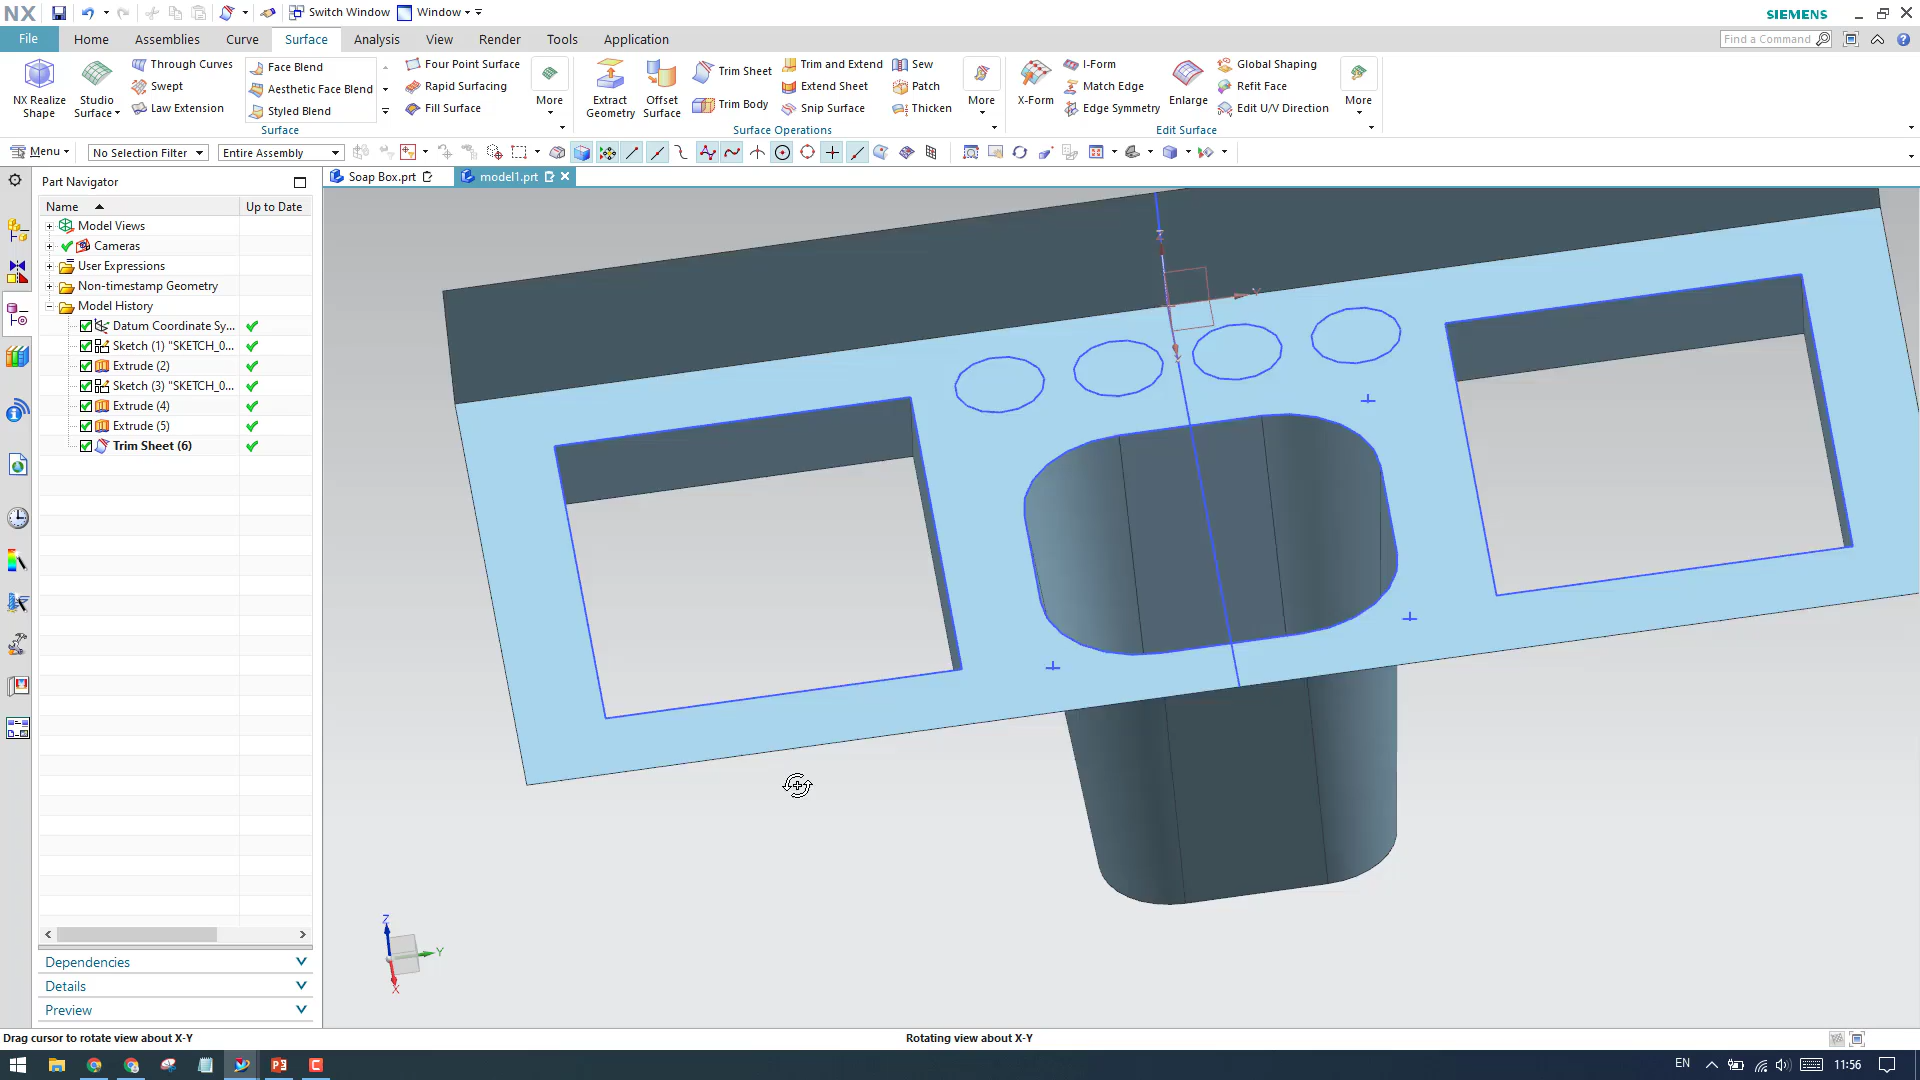 NX Switch Window Window SIEMENS
File Home Assemblies Curve Surface Analysis View Render Tools Application Find a Command
NX Realize Shape
Studio Surface
Through Curves
Swept
Law Extension
Face Blend
Aesthetic Face Blend
Styled Blend
Surface
Four Point Surface
Rapid Surfacing
Fill Surface
More
Extract Geometry
Offset Surface
Trim Sheet
Trim Body
Trim and Extend
Extend Sheet
Snip Surface
Sew
Patch
Thicken
More
Surface Operations
X-Form
I-Form
Match Edge
Edge Symmetry
Enlarge
Global Shaping
Refit Face
Edit U/V Direction
More
Edit Surface
Menu No Selection Filter Entire Assembly
Part Navigator
Soap Box.prt model1.prt
Name Up to Date
Model Views
Cameras
User Expressions
Non-timestamp Geometry
Model History
Datum Coordinate Sy...
Sketch (1) "SKETCH_0...
Extrude (2)
Sketch (3) "SKETCH_0...
Extrude (4)
Extrude (5)
Trim Sheet (6)
Dependencies
Details
Preview
Z
Y
X
Drag cursor to rotate view about X-Y Rotating view about X-Y
EN 11:56